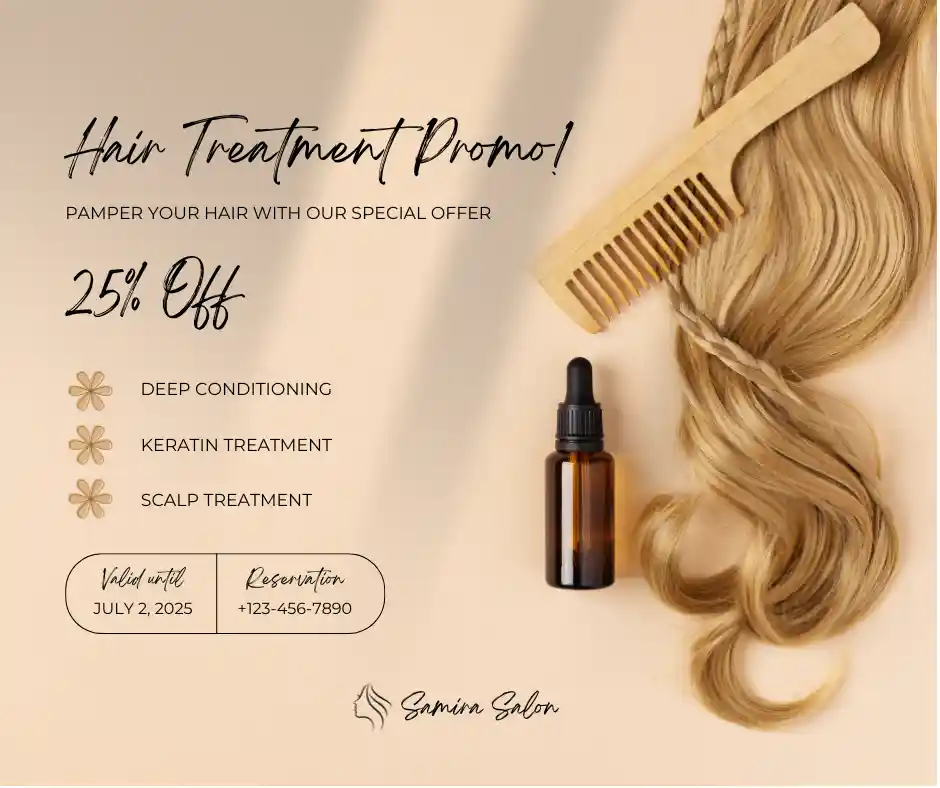 Hair Treatment Promo!
PAMPER YOUR HAIR WITH OUR SPECIAL OFFER
25% Off
DEEP CONDITIONING
KERATIN TREATMENT
SCALP TREATMENT
Valid until
JULY 2, 2025
Reservation
+123-456-7890
Samira Salon